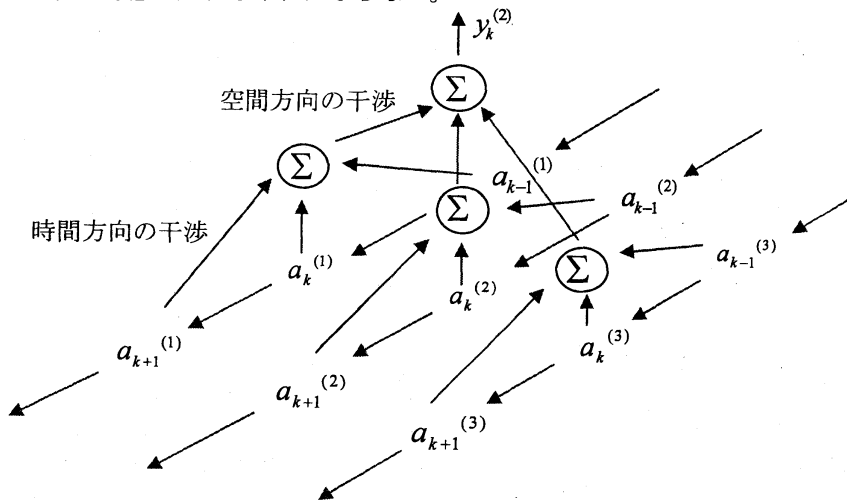 y_k^(2)
Σ
空間方向の干渉
Σ
a_{k-1}^(1)
a_{k-1}^(2)
Σ
時間方向の干渉
a_{k-1}^(3)
Σ
a_k^(1)
a_k^(2)
a_k^(3)
a_{k+1}^(1)
a_{k+1}^(2)
a_{k+1}^(3)